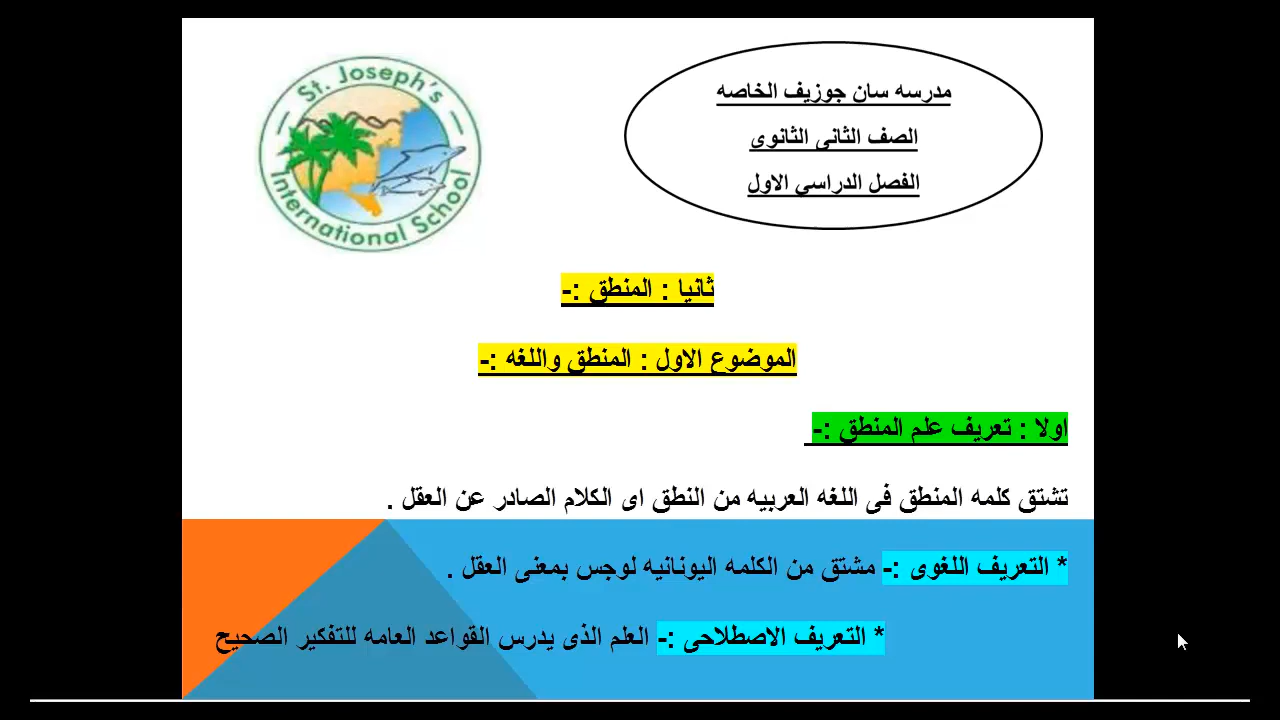 St. Joseph's
International School
مدرسه سان جوزيف الخاصه
الصف الثانى الثانوى
الفصل الدراسي الاول
ثانيا : المنطق :-
الموضوع الاول : المنطق واللغه :-
اولا : تعريف علم المنطق :-
تشتق كلمه المنطق فى اللغه العربيه من النطق اى الكلام الصادر عن العقل .
* التعريف اللغوى :- مشتق من الكلمه اليونانيه لوجس بمعنى العقل .
* التعريف الاصطلاحى :- العلم الذى يدرس القواعد العامه للتفكير الصحيح